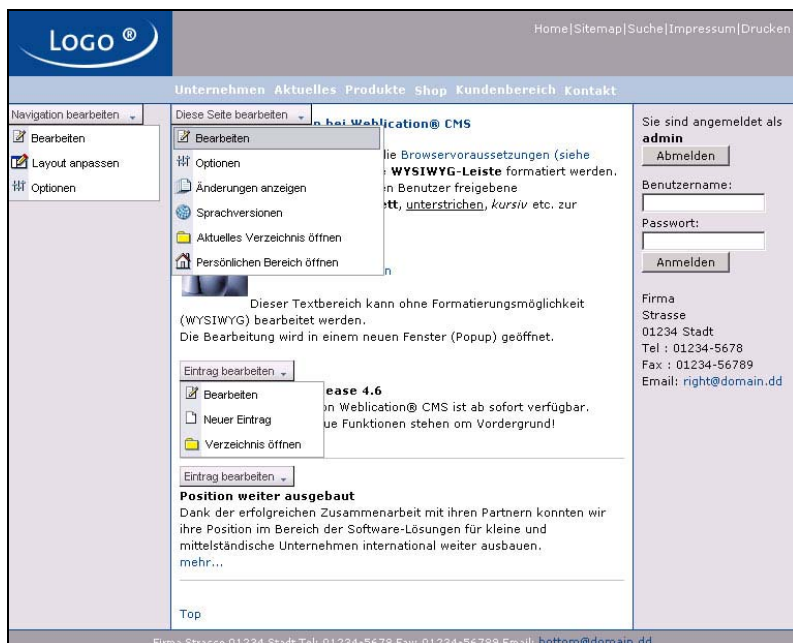 LOGO ®
Home|Sitemap|Suche|Impressum|Drucken
Unternehmen Aktuelles Produkte Shop Kundenbereich Kontakt
Navigation bearbeiten
Bearbeiten
Layout anpassen
Optionen
Diese Seite bearbeiten
bei Weblication® CMS
Bearbeiten
Optionen
Änderungen anzeigen
Sprachversionen
Aktuelles Verzeichnis öffnen
Persönlichen Bereich öffnen
die Browservoraussetzungen (siehe
WYSIWYG-Leiste formatiert werden.
en Benutzer freigebene
ett, unterstrichen, kursiv etc. zur
n
Dieser Textbereich kann ohne Formatierungsmöglichkeit
(WYSIWYG) bearbeitet werden.
Die Bearbeitung wird in einem neuen Fenster (Popup) geöffnet.
Eintrag bearbeiten
Bearbeiten
Neuer Eintrag
Verzeichnis öffnen
ease 4.6
on Weblication® CMS ist ab sofort verfügbar.
ue Funktionen stehen om Vordergrund!
Eintrag bearbeiten
Position weiter ausgebaut
Dank der erfolgreichen Zusammenarbeit mit ihren Partnern konnten wir
ihre Position im Bereich der Software-Lösungen für kleine und
mittelständische Unternehmen international weiter ausbauen.
mehr...
Top
Sie sind angemeldet als
admin
Abmelden
Benutzername:
Passwort:
Anmelden
Firma
Strasse
01234 Stadt
Tel : 01234-5678
Fax : 01234-56789
Email: right@domain.dd
Firma Strasse 01234 Stadt Tel: 01234-5678 Fax: 01234-56789 Email: bottom@domain.dd